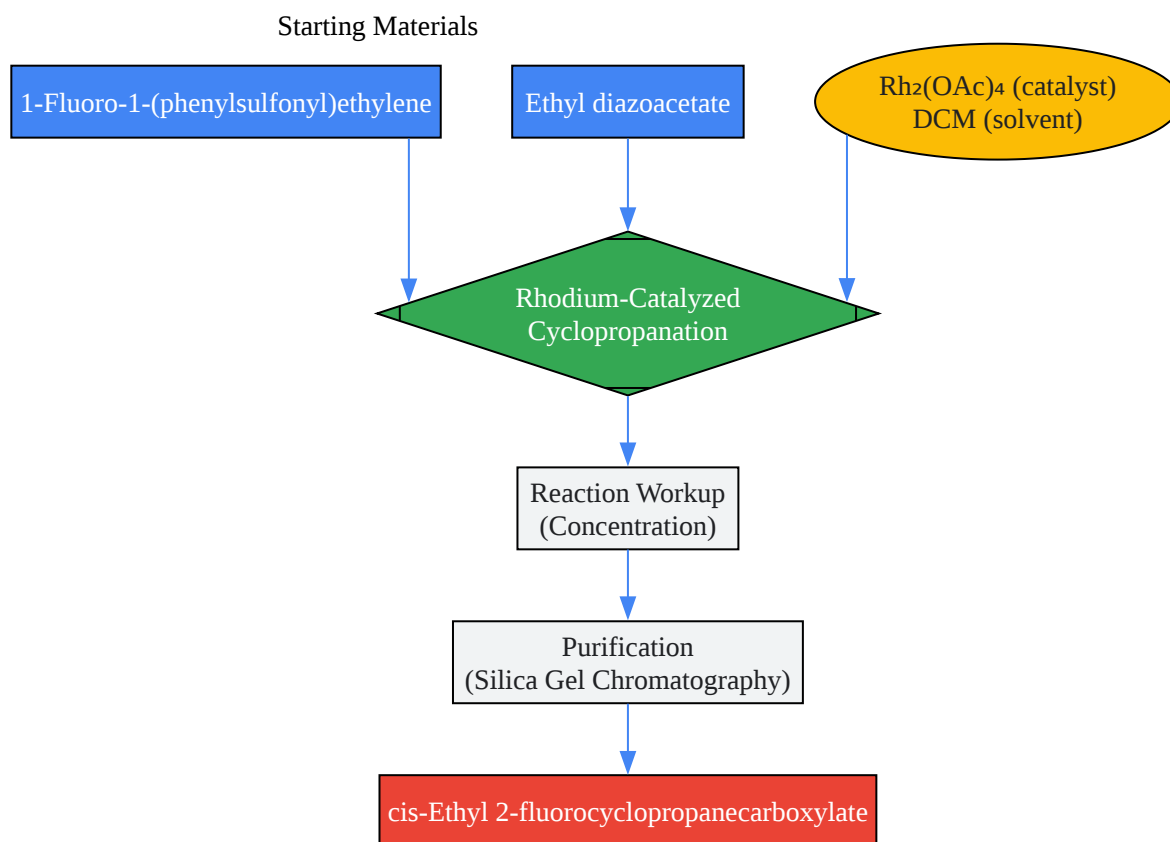 Starting Materials
1-Fluoro-1-(phenylsulfonyl)ethylene
Ethyl diazoacetate
Rh₂(OAc)₄ (catalyst)
DCM (solvent)
Rhodium-Catalyzed
Cyclopropanation
Reaction Workup
(Concentration)
Purification
(Silica Gel Chromatography)
cis-Ethyl 2-fluorocyclopropanecarboxylate